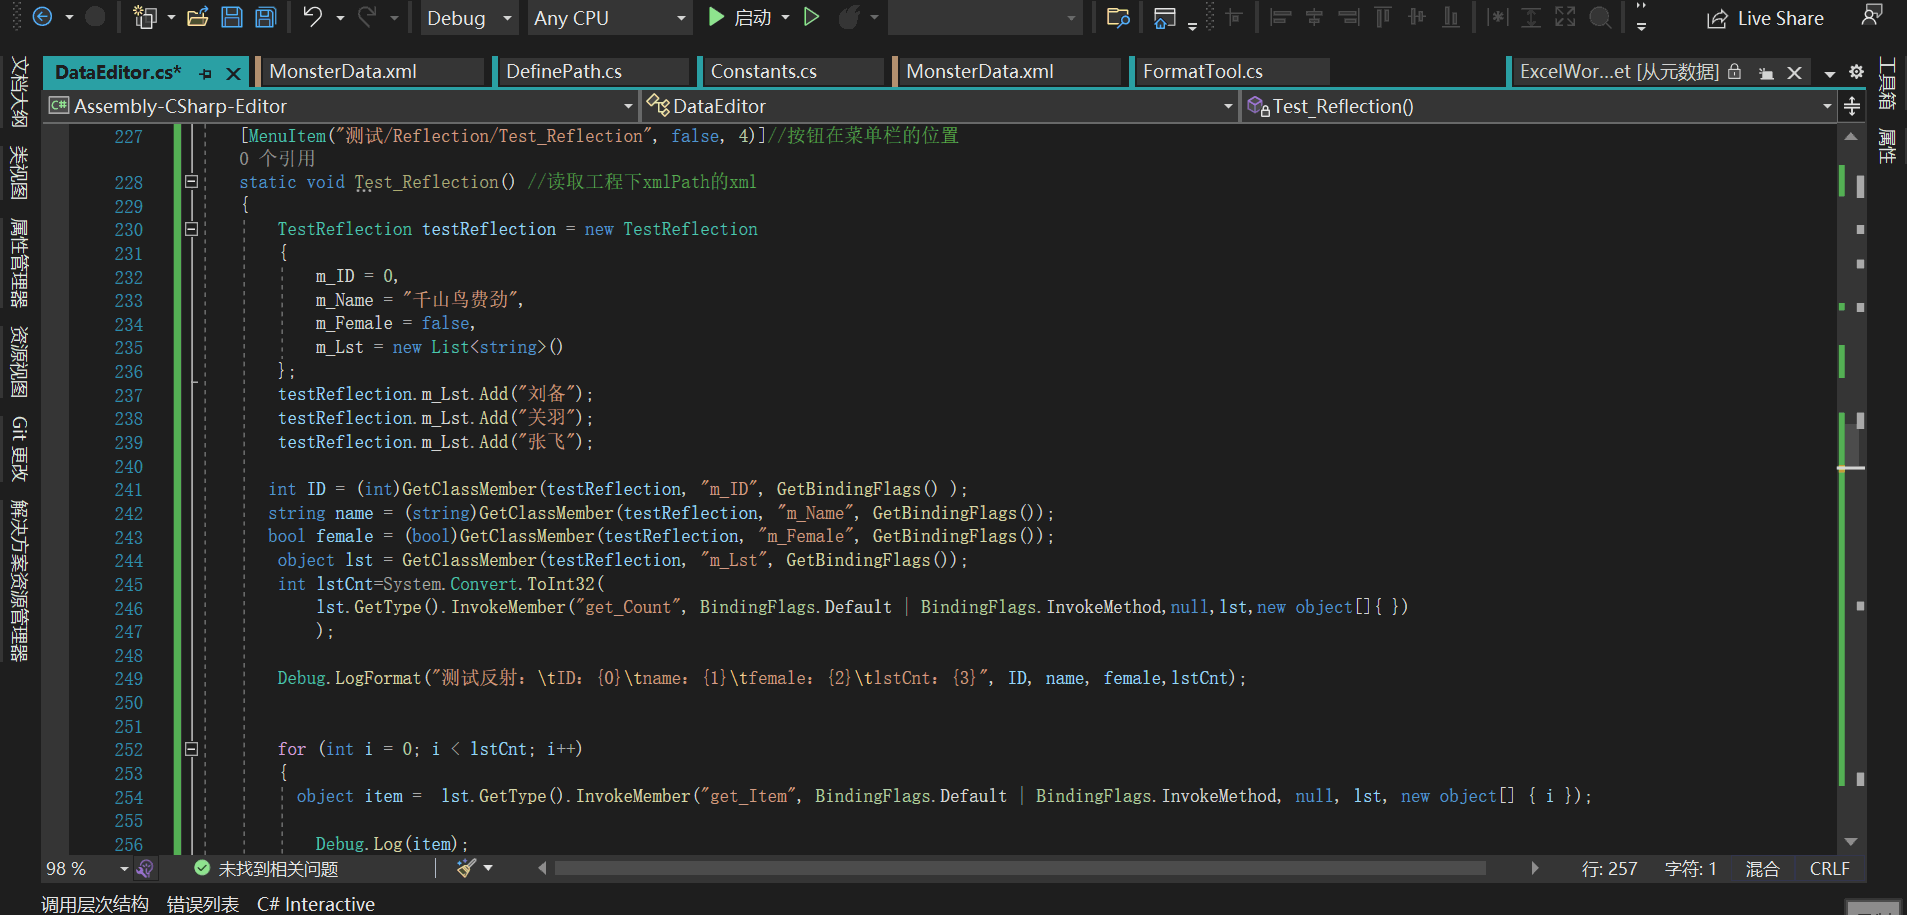 Debug Any CPU 启动 Live Share
DataEditor.cs* MonsterData.xml DefinePath.cs Constants.cs MonsterData.xml FormatTool.cs ExcelWor...et [从元数据]
Assembly-CSharp-Editor DataEditor Test_Reflection()
文档大纲
类视图
属性管理器
资源视图
Git 更改
解决方案资源管理器
227 [MenuItem("测试/Reflection/Test_Reflection", false, 4)]//按钮在菜单栏的位置
0 个引用
228 static void Test_Reflection() //读取工程下xmlPath的xml
229 {
230 TestReflection testReflection = new TestReflection
231 {
232 m_ID = 0,
233 m_Name = "千山鸟费劲",
234 m_Female = false,
235 m_Lst = new List<string>()
236 };
237 testReflection.m_Lst.Add("刘备");
238 testReflection.m_Lst.Add("关羽");
239 testReflection.m_Lst.Add("张飞");
240
241 int ID = (int)GetClassMember(testReflection, "m_ID", GetBindingFlags() );
242 string name = (string)GetClassMember(testReflection, "m_Name", GetBindingFlags());
243 bool female = (bool)GetClassMember(testReflection, "m_Female", GetBindingFlags());
244 object lst = GetClassMember(testReflection, "m_Lst", GetBindingFlags());
245 int lstCnt=System.Convert.ToInt32(
246 lst.GetType().InvokeMember("get_Count", BindingFlags.Default | BindingFlags.InvokeMethod,null,lst,new object[]{ })
247 );
248
249 Debug.LogFormat("测试反射：\tID：{0}\tname：{1}\tfemale：{2}\tlstCnt：{3}", ID, name, female,lstCnt);
250
251
252 for (int i = 0; i < lstCnt; i++)
253 {
254 object item =  lst.GetType().InvokeMember("get_Item", BindingFlags.Default | BindingFlags.InvokeMethod, null, lst, new object[] { i });
255
256 Debug.Log(item);
工具箱
属性
98 % 未找到相关问题 行: 257 字符: 1 混合 CRLF
调用层次结构 错误列表 C# Interactive